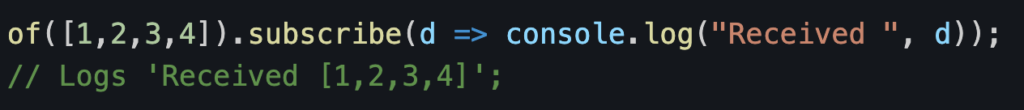 of([1,2,3,4]).subscribe(d => console.log("Received ", d));
// Logs 'Received [1,2,3,4]';